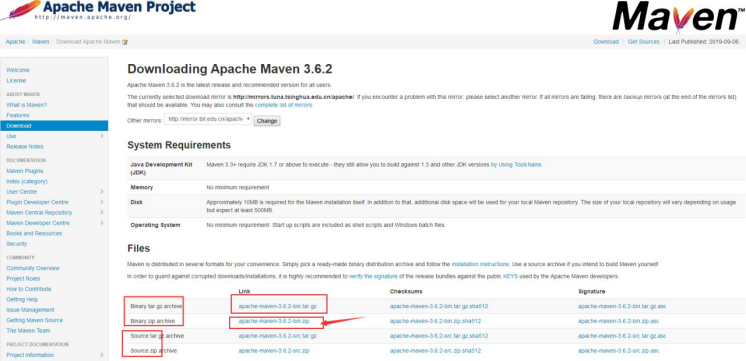 Apache Maven Project
http://maven.apache.org/
Maven™
Apache / Maven / Download Apache Maven
Download | Get Sources | Last Published: 2019-09-06
Welcome
License
ABOUT MAVEN
What is Maven?
Features
Download
Use
Release Notes
DOCUMENTATION
Maven Plugins
Index (category)
User Centre
Plugin Developer Centre
Maven Central Repository
Maven Developer Centre
Books and Resources
Security
COMMUNITY
Community Overview
Project Roles
How to Contribute
Getting Help
Issue Management
Getting Maven Source
The Maven Team
PROJECT DOCUMENTATION
Project Information
Downloading Apache Maven 3.6.2
Apache Maven 3.6.2 is the latest release and recommended version for all users.
The currently selected download mirror is http://mirrors.tuna.tsinghua.edu.cn/apache/. If you encounter a problem with this mirror, please select another mirror. If all mirrors are failing, there are backup mirrors (at the end of the mirrors list)
that should be available. You may also consult the complete list of mirrors.
Other mirrors: http://mirror.bit.edu.cn/apach Change
System Requirements
Java Development Kit (JDK) Maven 3.3+ require JDK 1.7 or above to execute - they still allow you to build against 1.3 and other JDK versions by Using Toolchains
Memory No minimum requirement
Disk Approximately 10MB is required for the Maven installation itself. In addition to that, additional disk space will be used for your local Maven repository. The size of your local repository will vary depending on usage
but expect at least 500MB.
Operating System No minimum requirement. Start up scripts are included as shell scripts and Windows batch files.
Files
Maven is distributed in several formats for your convenience. Simply pick a ready-made binary distribution archive and follow the installation instructions. Use a source archive if you intend to build Maven yourself.
In order to guard against corrupted downloads/installations, it is highly recommended to verify the signature of the release bundles against the public KEYS used by the Apache Maven developers.
Link Checksums Signature
Binary tar.gz archive apache-maven-3.6.2-bin.tar.gz apache-maven-3.6.2-bin.tar.gz.sha512 apache-maven-3.6.2-bin.tar.gz.asc
Binary zip archive apache-maven-3.6.2-bin.zip apache-maven-3.6.2-bin.zip.sha512 apache-maven-3.6.2-bin.zip.asc
Source tar.gz archive apache-maven-3.6.2-src.tar.gz apache-maven-3.6.2-src.tar.gz.sha512 apache-maven-3.6.2-src.tar.gz.asc
Source zip archive apache-maven-3.6.2-src.zip apache-maven-3.6.2-src.zip.sha512 apache-maven-3.6.2-src.zip.asc